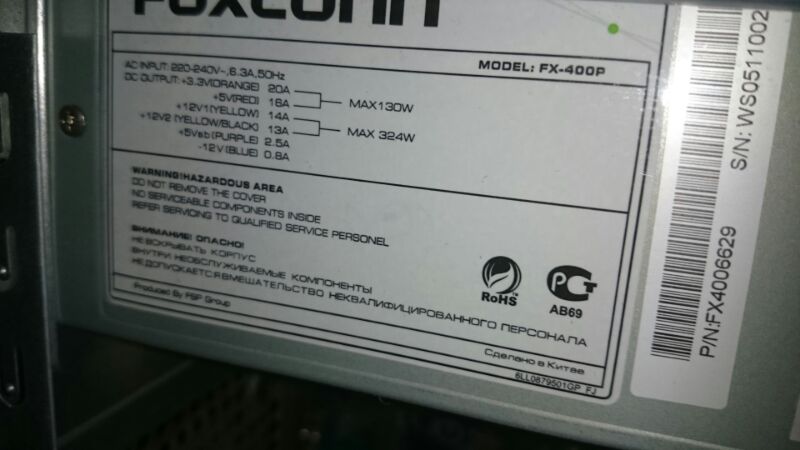 FOXCONN
MODEL: FX-400P
AC INPUT: 220-240V~, 6.3A, 50Hz
DC OUTPUT: +3.3V(ORANGE) 20A
+5V(RED) 16A
MAX130W
+12V1(YELLOW) 14A
+12V2 (YELLOW/BLACK) 13A
MAX 324W
+5Vsb(PURPLE) 2.5A
-12V(BLUE) 0.8A
WARNING!HAZARDOUS AREA
DO NOT REMOVE THE COVER
NO SERVICEABLE COMPONENTS INSIDE
REFER SERVICING TO QUALIFIED SERVICE PERSONEL
ВНИМАНИЕ! ОПАСНО!
НЕ ВСКРЫВАТЬ КОРПУС
ВНУТРИ НЕОБСЛУЖИВАЕМЫЕ КОМПОНЕНТЫ
НЕ ДОПУСКАЕТСЯ ВМЕШАТЕЛЬСТВО НЕКВАЛИФИЦИРОВАННОГО ПЕРСОНАЛА
RoHS
РСТ
АВ69
Produced By FSP Group
Сделано в Китае
6LL0879501GP FJ
P/N:FX4006629
S/N: WS0511002